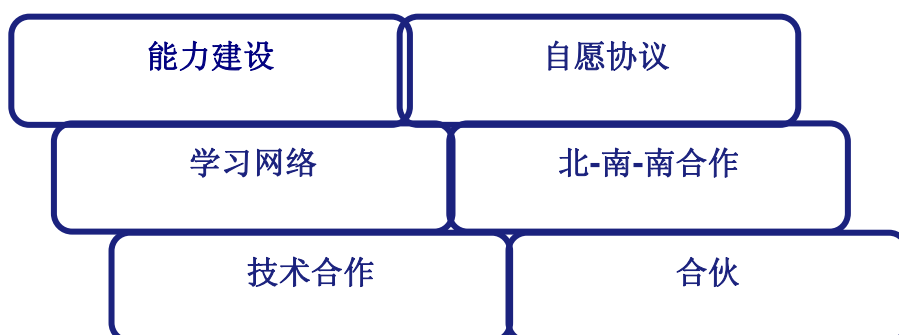 能力建设
自愿协议
学习网络
北-南-南合作
技术合作
合伙